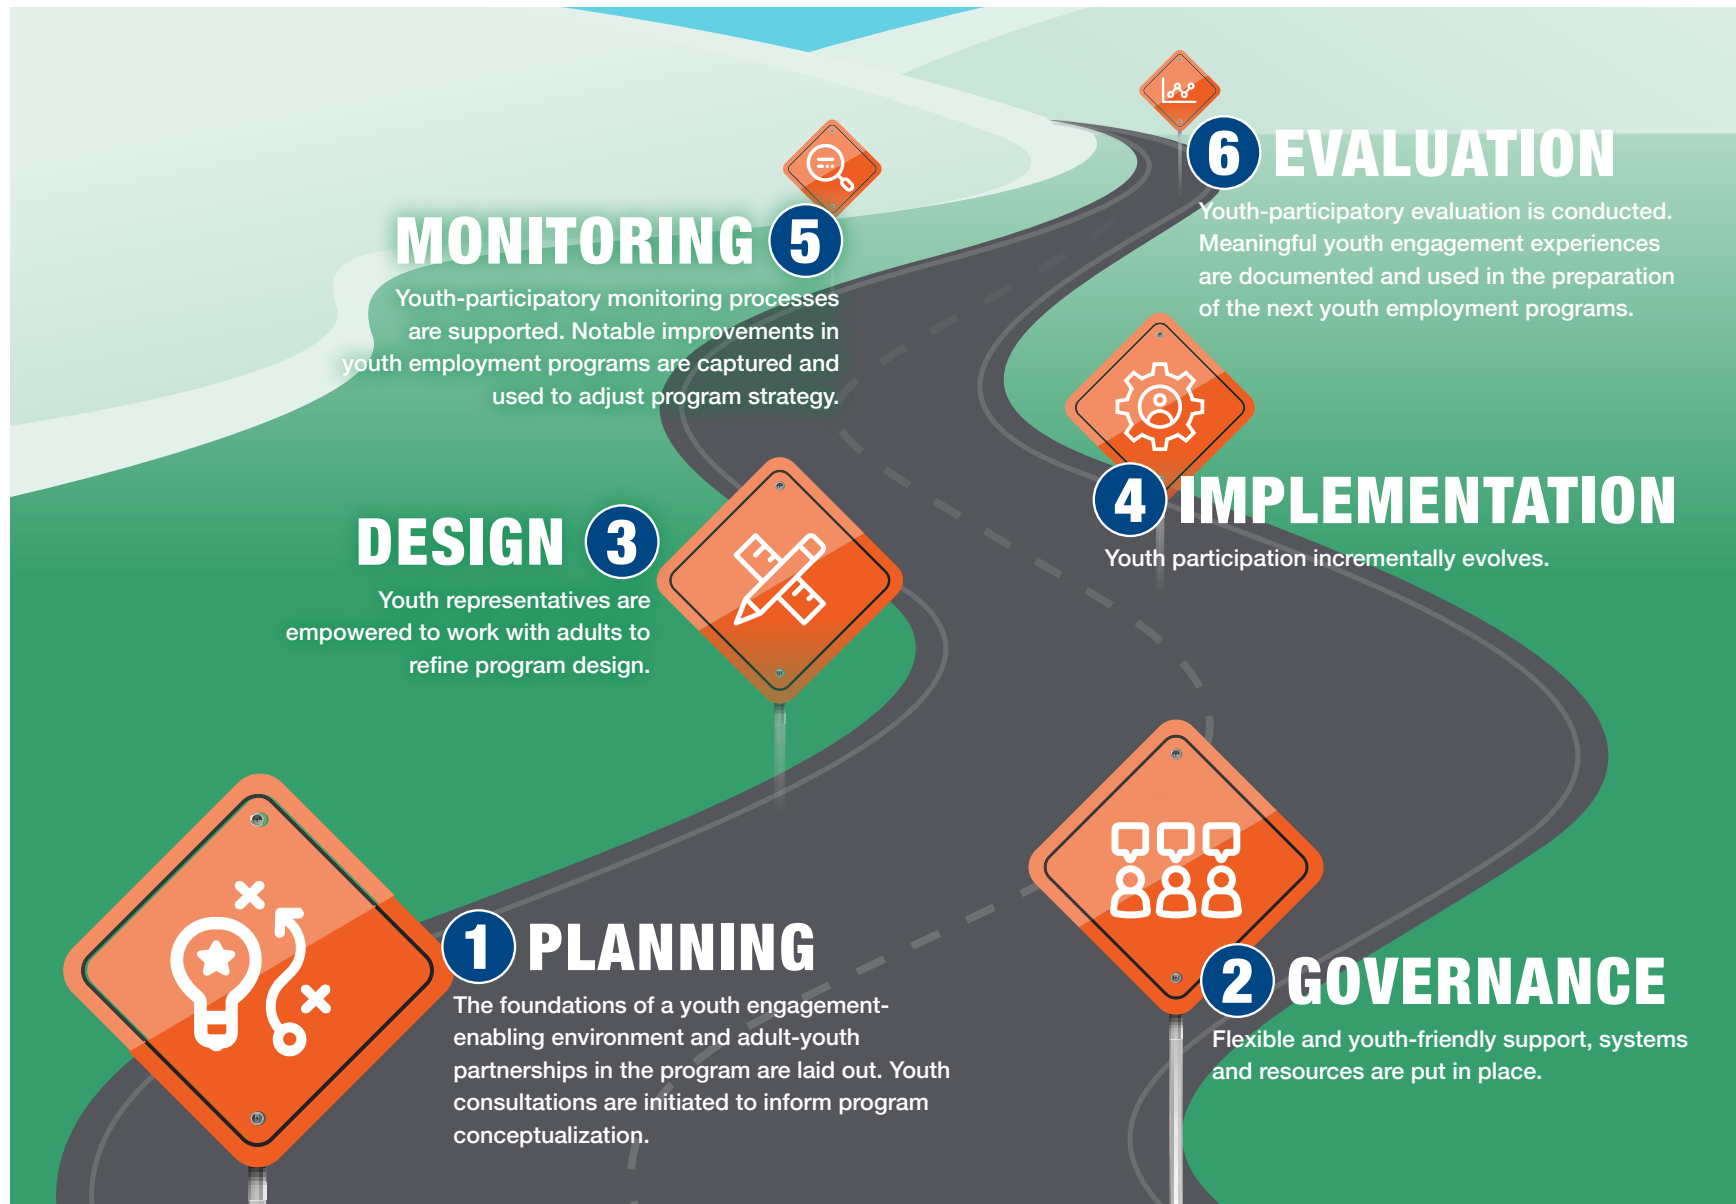 6 EVALUATION
Youth-participatory evaluation is conducted.
Meaningful youth engagement experiences
are documented and used in the preparation
of the next youth employment programs.
MONITORING 5
Youth-participatory monitoring processes
are supported. Notable improvements in
youth employment programs are captured and
used to adjust program strategy.
4 IMPLEMENTATION
Youth participation incrementally evolves.
DESIGN 3
Youth representatives are
empowered to work with adults to
refine program design.
1 PLANNING
The foundations of a youth engagement-
enabling environment and adult-youth
partnerships in the program are laid out. Youth
consultations are initiated to inform program
conceptualization.
2 GOVERNANCE
Flexible and youth-friendly support, systems
and resources are put in place.